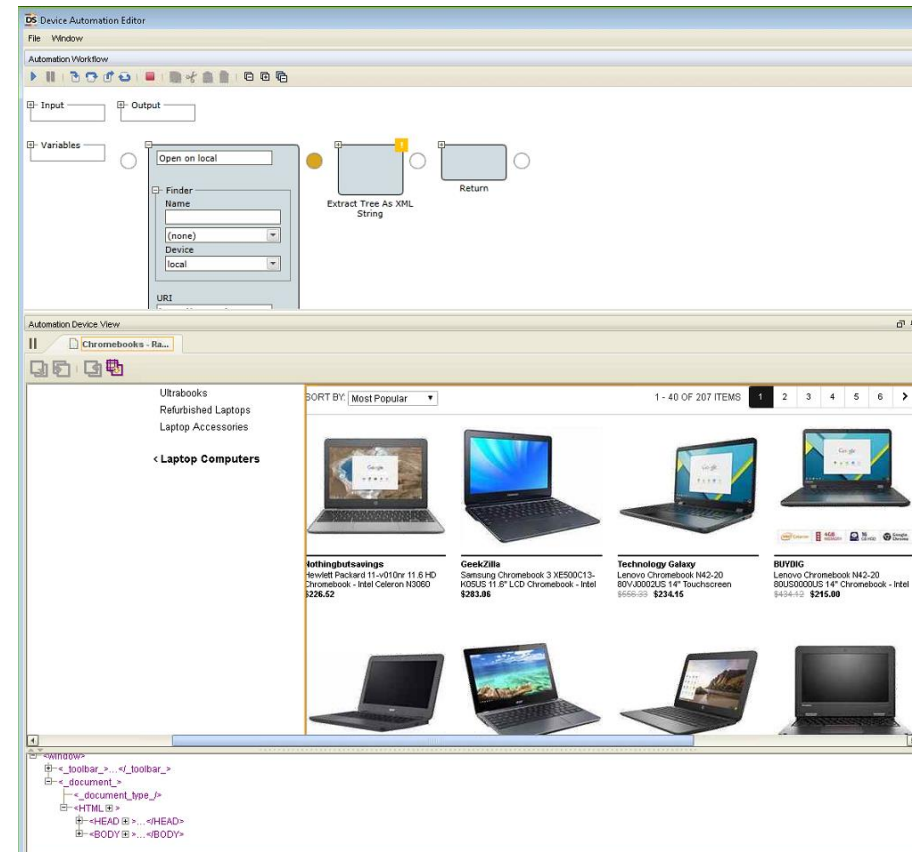 DS Device Automation Editor
File Window
Automation Workflow
Input
Output
Variables
Open on local
Finder
Name
(none)
Device
local
URI
!
Extract Tree As XML
String
Return
Automation Device View
Chromebooks - Ra...
Ultrabooks
Refurbished Laptops
Laptop Accessories
< Laptop Computers
SORT BY: Most Popular
1 - 40 OF 207 ITEMS 1 2 3 4 5 6 >
Nothingbutsavings
Hewlett Packard 11-v010nr 11.6 HD
Chromebook - Intel Celeron N3060
$226.52
GeekZilla
Samsung Chromebook 3 XE500C13-
K05US 11.6" LCD Chromebook - Intel
$283.06
Technology Galaxy
Lenovo Chromebook N42-20
80VJ0002US 14" Touchscreen
$234.15
BUYDIG
Lenovo Chromebook N42-20
80US0000US 14" Chromebook - Intel
$434.12 $215.00
<window>
<_toolbar_>...</_toolbar_>
<_document_>
<_document_type_/>
<HTML >
<HEAD >...</HEAD>
<BODY >...</BODY>